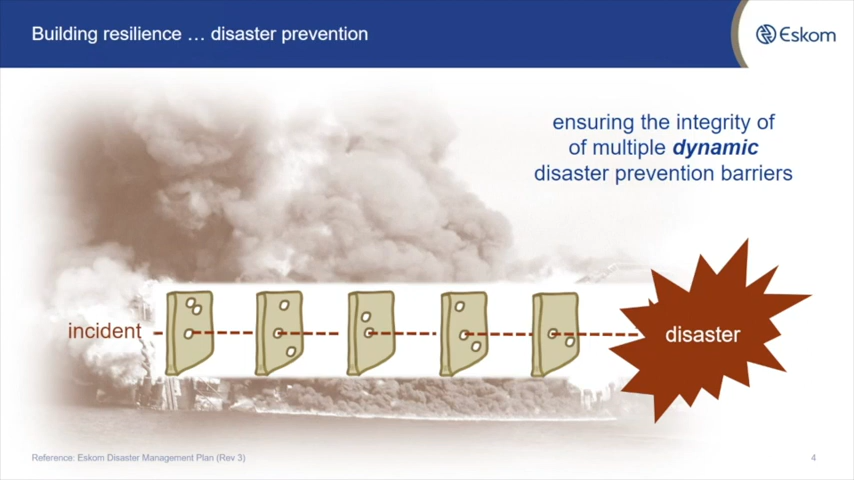 Building resilience … disaster prevention
Eskom
ensuring the integrity of
of multiple dynamic
disaster prevention barriers
incident
disaster
Reference: Eskom Disaster Management Plan (Rev 3)
4